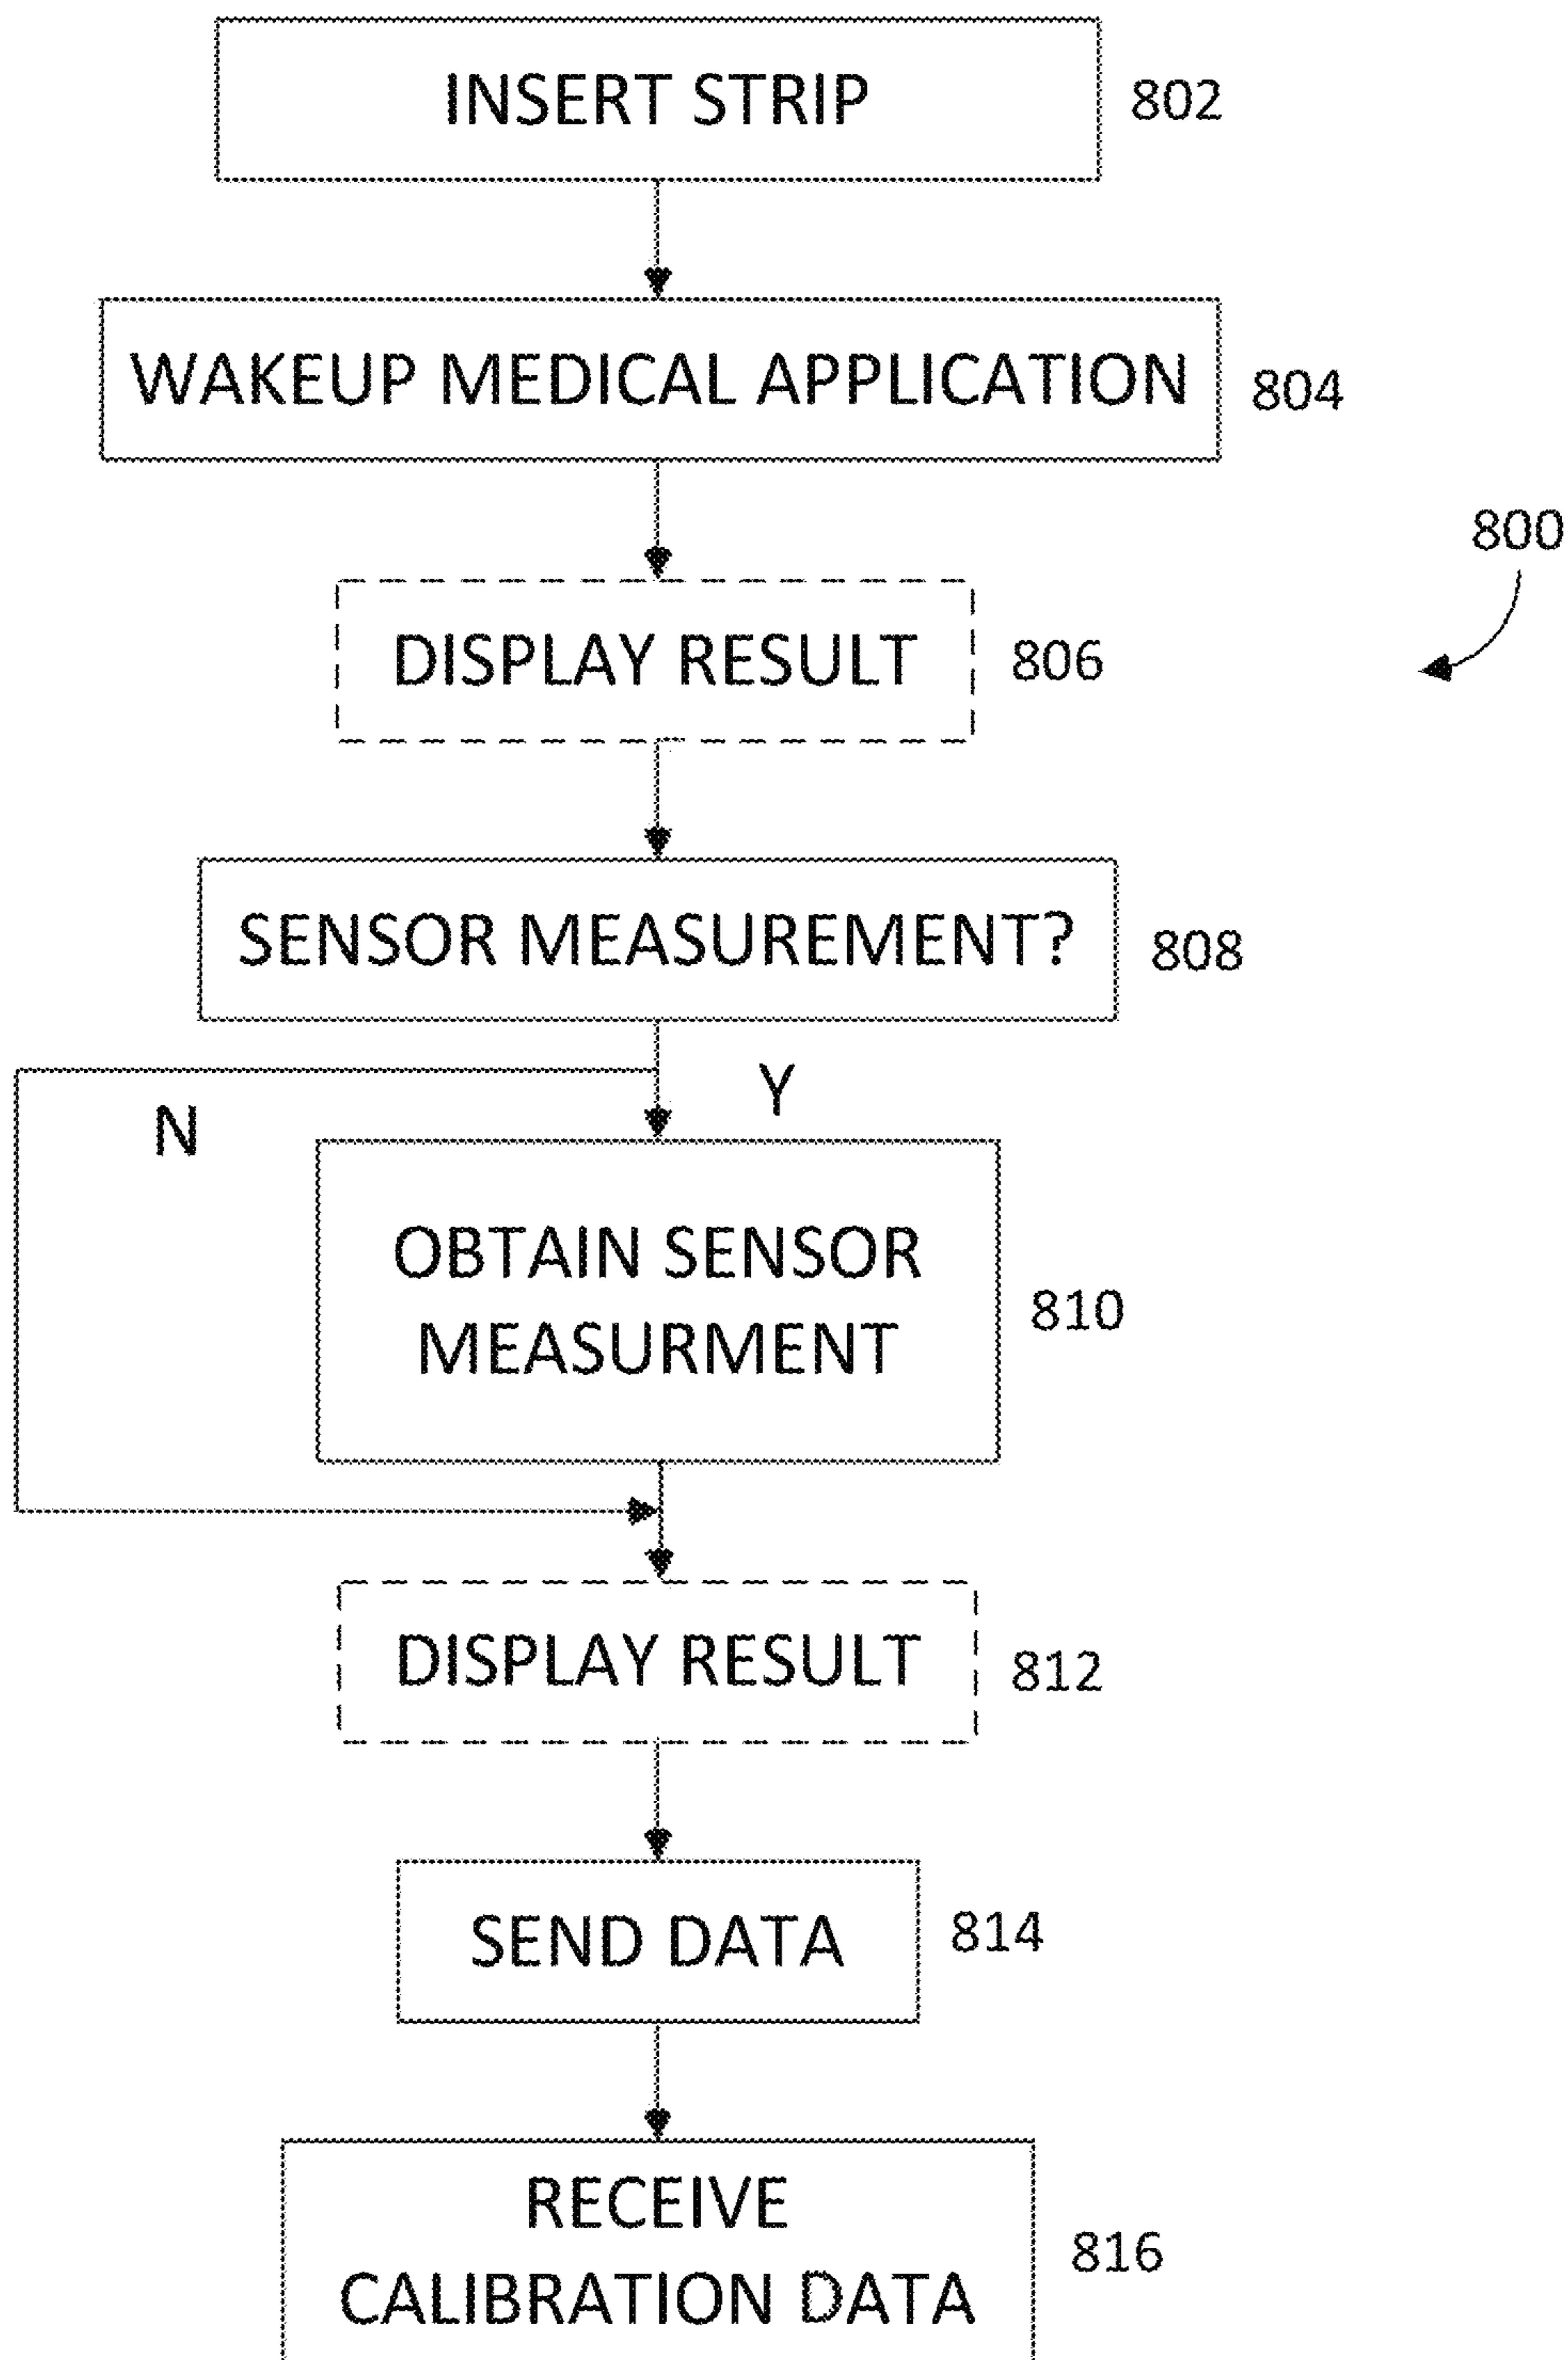 INSERT STRIP
802
WAKEUP MEDICAL APPLICATION
804
800
DISPLAY RESULT
806
SENSOR MEASUREMENT?
808
Y
N
OBTAIN SENSOR
MEASURMENT
810
DISPLAY RESULT
812
SEND DATA
814
RECEIVE
CALIBRATION DATA
816